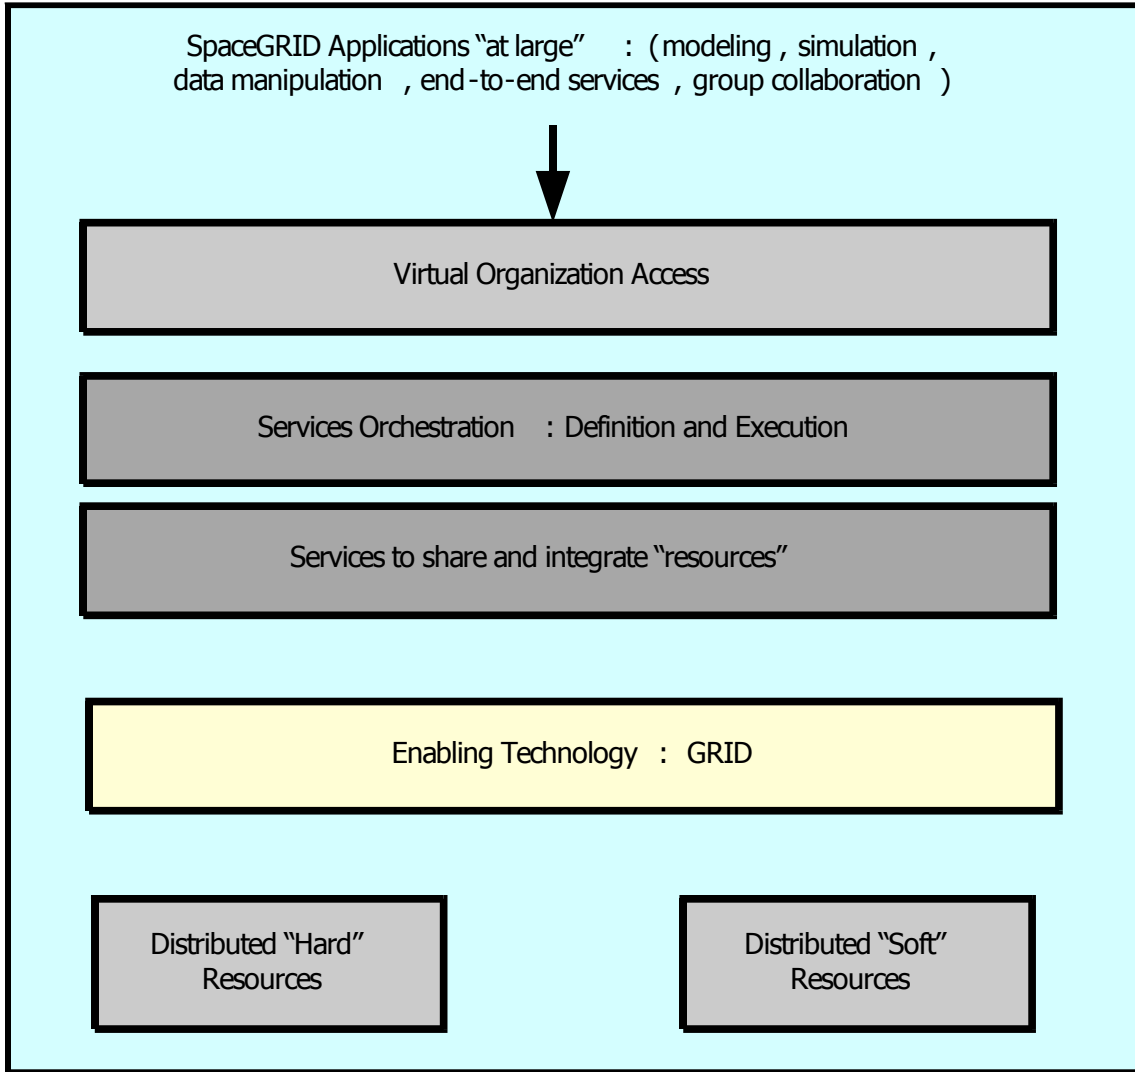 SpaceGRID Applications “at large” : (modeling , simulation ,
data manipulation , end-to-end services , group collaboration )
Virtual Organization Access
Services Orchestration : Definition and Execution
Services to share and integrate “resources”
Enabling Technology : GRID
Distributed “Hard”
Resources
Distributed “Soft”
Resources